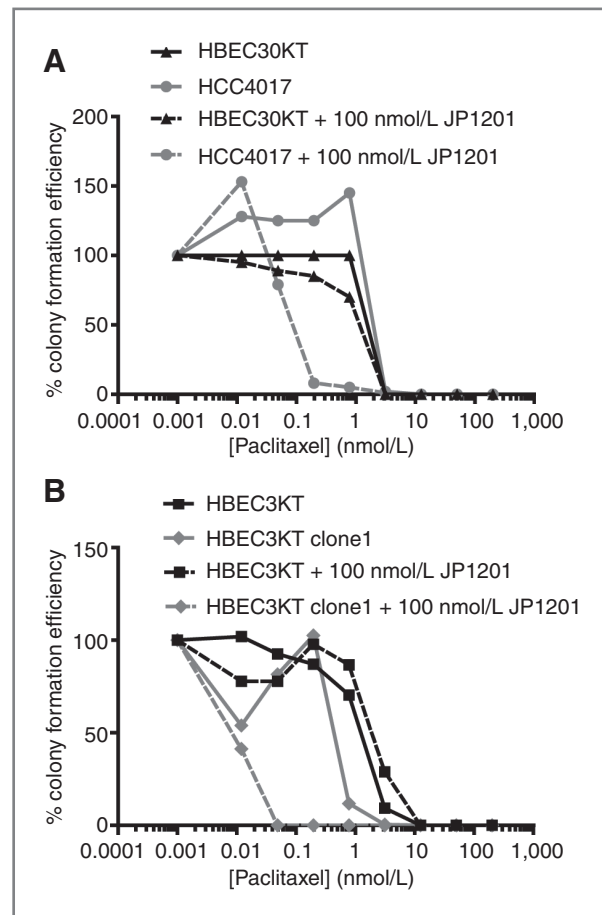 A
HBEC30KT
HCC4017
HBEC30KT + 100 nmol/L JP1201
HCC4017 + 100 nmol/L JP1201
% colony formation efficiency
200
150
100
50
0
0.0001 0.001 0.01 0.1 1 10 100 1,000
[Paclitaxel] (nmol/L)
B
HBEC3KT
HBEC3KT clone1
HBEC3KT + 100 nmol/L JP1201
HBEC3KT clone1 + 100 nmol/L JP1201
% colony formation efficiency
150
100
50
0
0.0001 0.001 0.01 0.1 1 10 100 1,000
[Paclitaxel] (nmol/L)